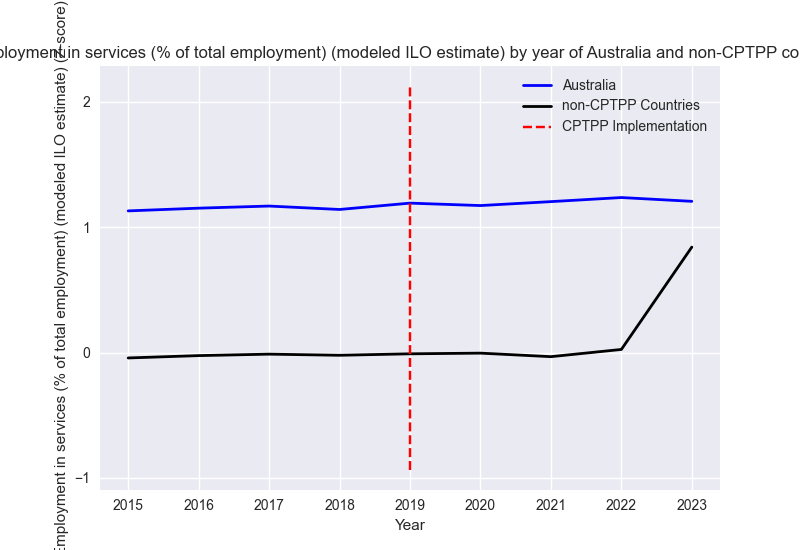 ployment in services (% of total employment) (modeled ILO estimate) by year of Australia and non-CPTPP co
Employment in services (% of total employment) (modeled ILO estimate) (Z-score)
2
1
0
−1
Australia
non-CPTPP Countries
CPTPP Implementation
2015 2016 2017 2018 2019 2020 2021 2022 2023
Year